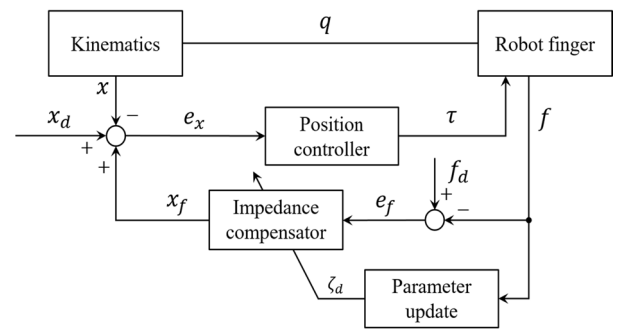 q
Kinematics
Robot finger
x
−
x_d
+
e_x
Position
controller
τ
f
+
f_d
+
x_f
Impedance
compensator
e_f
−
ζ_d
Parameter
update